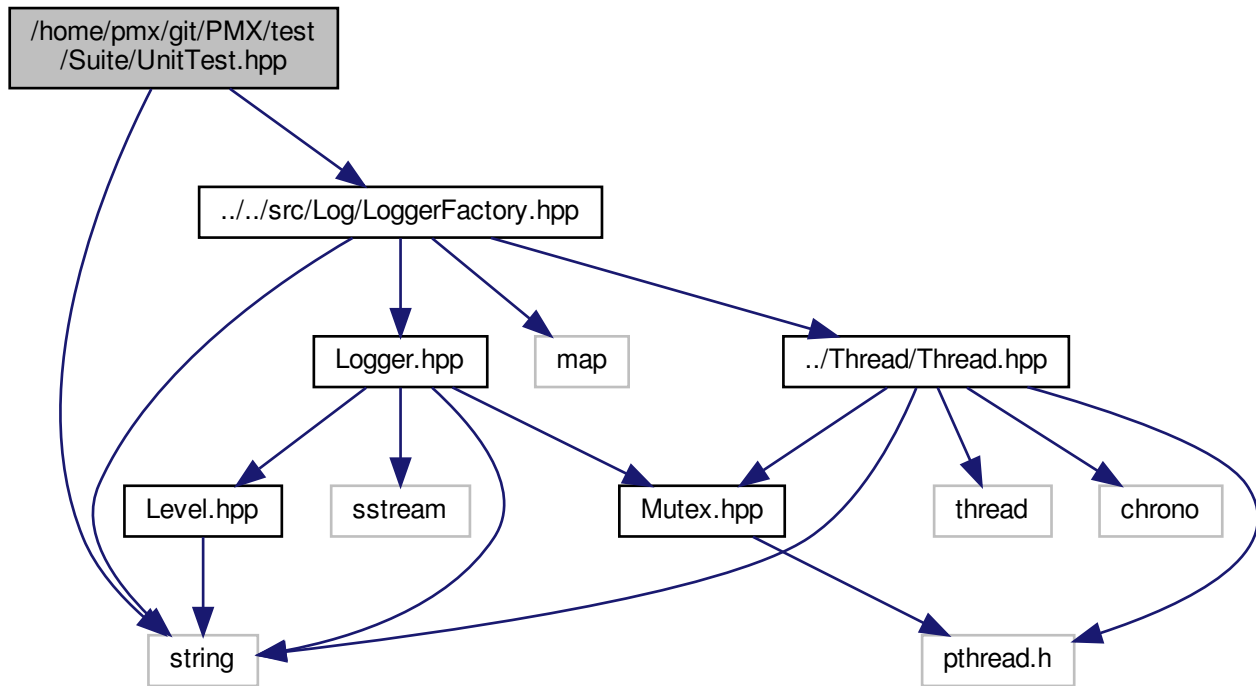 /home/pmx/git/PMX/test
/Suite/UnitTest.hpp
../../src/Log/LoggerFactory.hpp
Logger.hpp
map
../Thread/Thread.hpp
Level.hpp
sstream
Mutex.hpp
thread
chrono
string
pthread.h